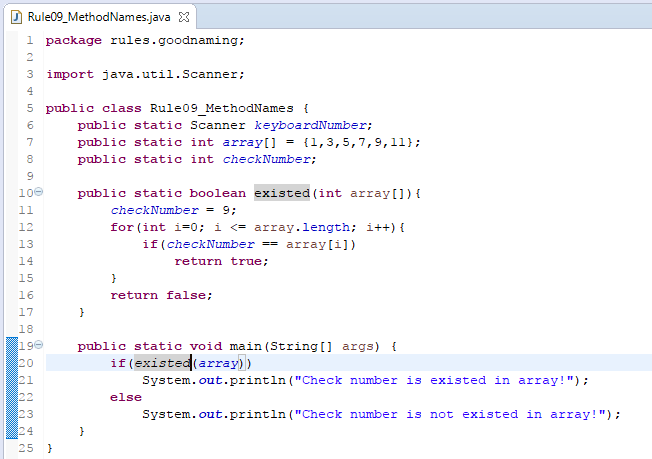 Rule09_MethodNames.java
1 package rules.goodnaming;
2
3 import java.util.Scanner;
4
5 public class Rule09_MethodNames {
6     public static Scanner keyboardNumber;
7     public static int array[] = {1,3,5,7,9,11};
8     public static int checkNumber;
9
10     public static boolean existed(int array[]){
11         checkNumber = 9;
12         for(int i=0; i <= array.length; i++){
13             if(checkNumber == array[i])
14                 return true;
15         }
16         return false;
17     }
18
19     public static void main(String[] args) {
20         if(existed(array))
21             System.out.println("Check number is existed in array!");
22         else
23             System.out.println("Check number is not existed in array!");
24     }
25 }